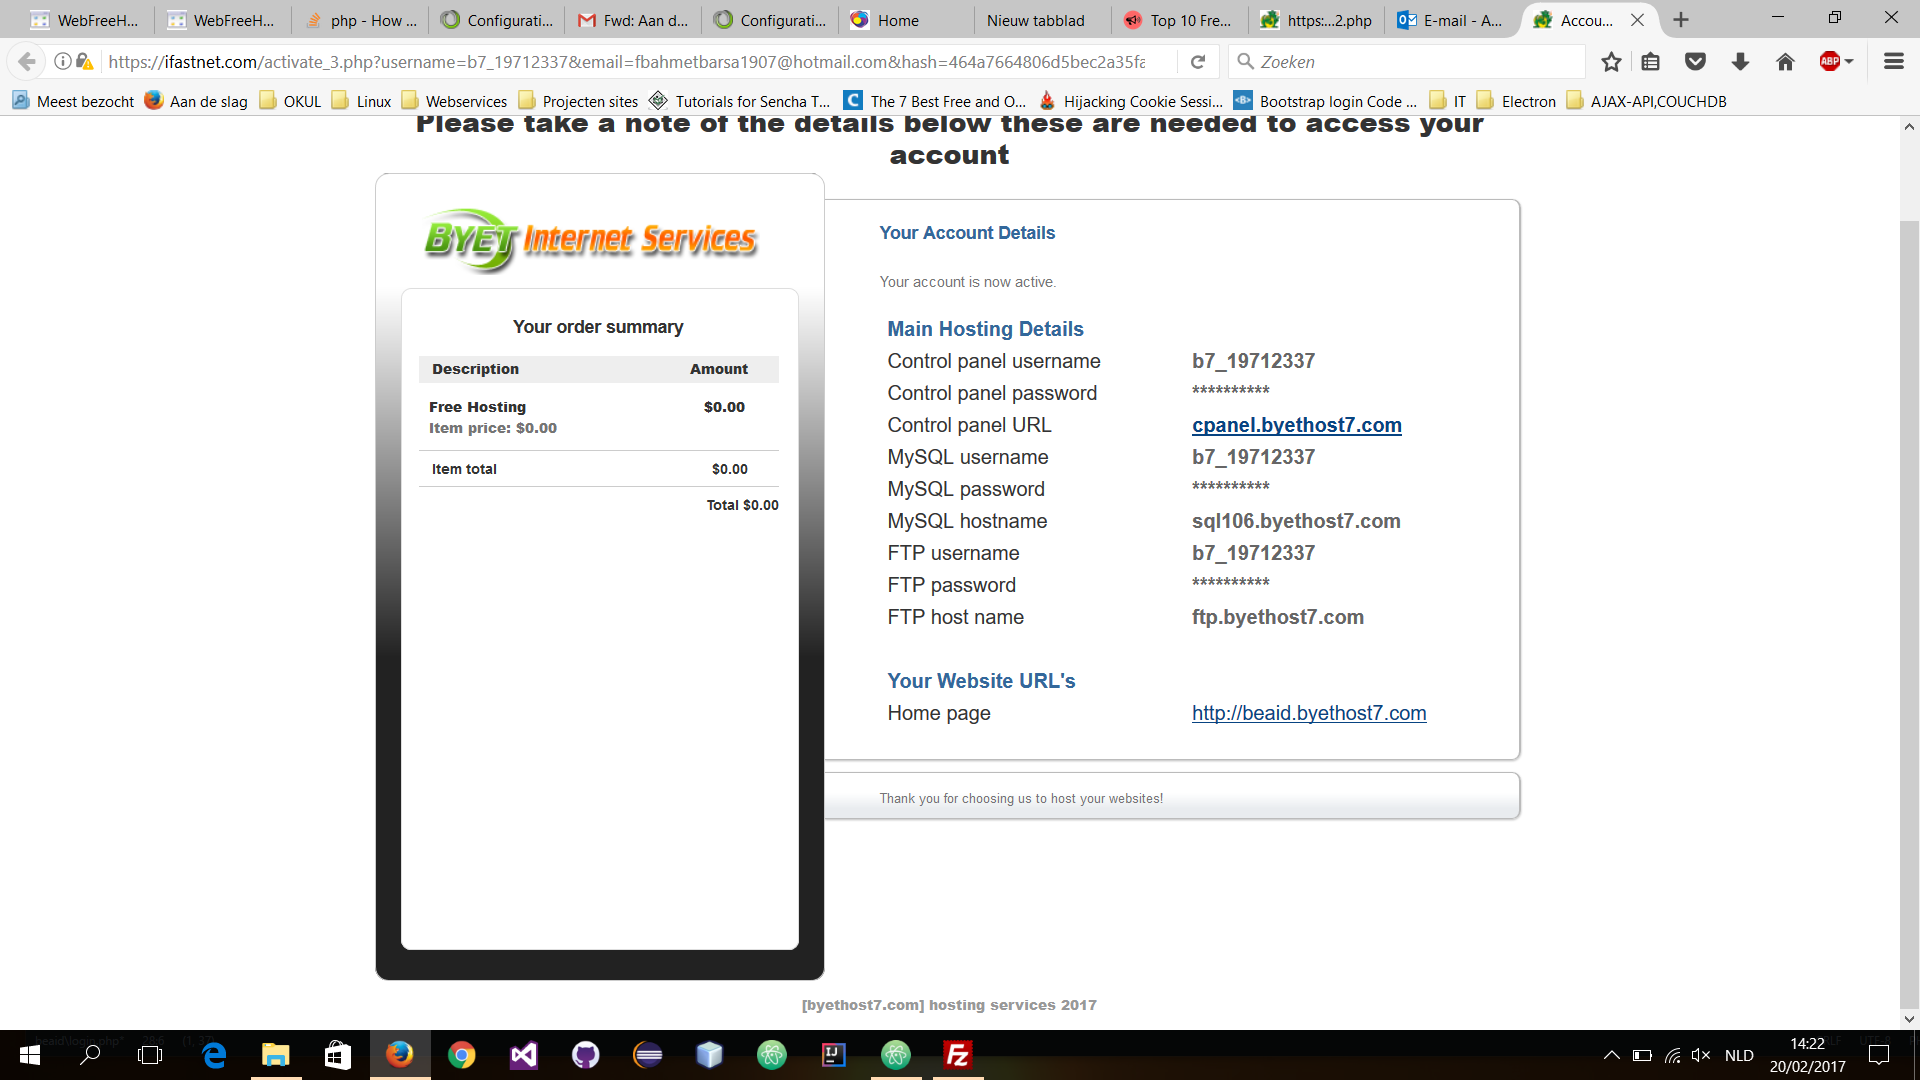 WebFreeH...
WebFreeH...
php - How ...
Configurati...
Fwd: Aan d...
Configurati...
Home
Nieuw tabblad
Top 10 Fre...
https:...2.php
E-mail - A...
Accou...
https://ifastnet.com/activate_3.php?username=b7_19712337&email=fbahmetbarsa1907@hotmail.com&hash=464a7664806d5bec2a35fa
Zoeken
ABP
Meest bezocht
Aan de slag
OKUL
Linux
Webservices
Projecten sites
Tutorials for Sencha T...
The 7 Best Free and O...
Hijacking Cookie Sessi...
Bootstrap login Code ...
IT
Electron
AJAX-API,COUCHDB
Please take a note of the details below these are needed to access your
account
BYET Internet Services
Your order summary
Description Amount
Free Hosting $0.00
Item price: $0.00
Item total $0.00
Total $0.00
Your Account Details
Your account is now active.
Main Hosting Details
Control panel username b7_19712337
Control panel password **********
Control panel URL cpanel.byethost7.com
MySQL username b7_19712337
MySQL password **********
MySQL hostname sql106.byethost7.com
FTP username b7_19712337
FTP password **********
FTP host name ftp.byethost7.com
Your Website URL's
Home page http://beaid.byethost7.com
Thank you for choosing us to host your websites!
[byethost7.com] hosting services 2017
NLD
14:22
20/02/2017